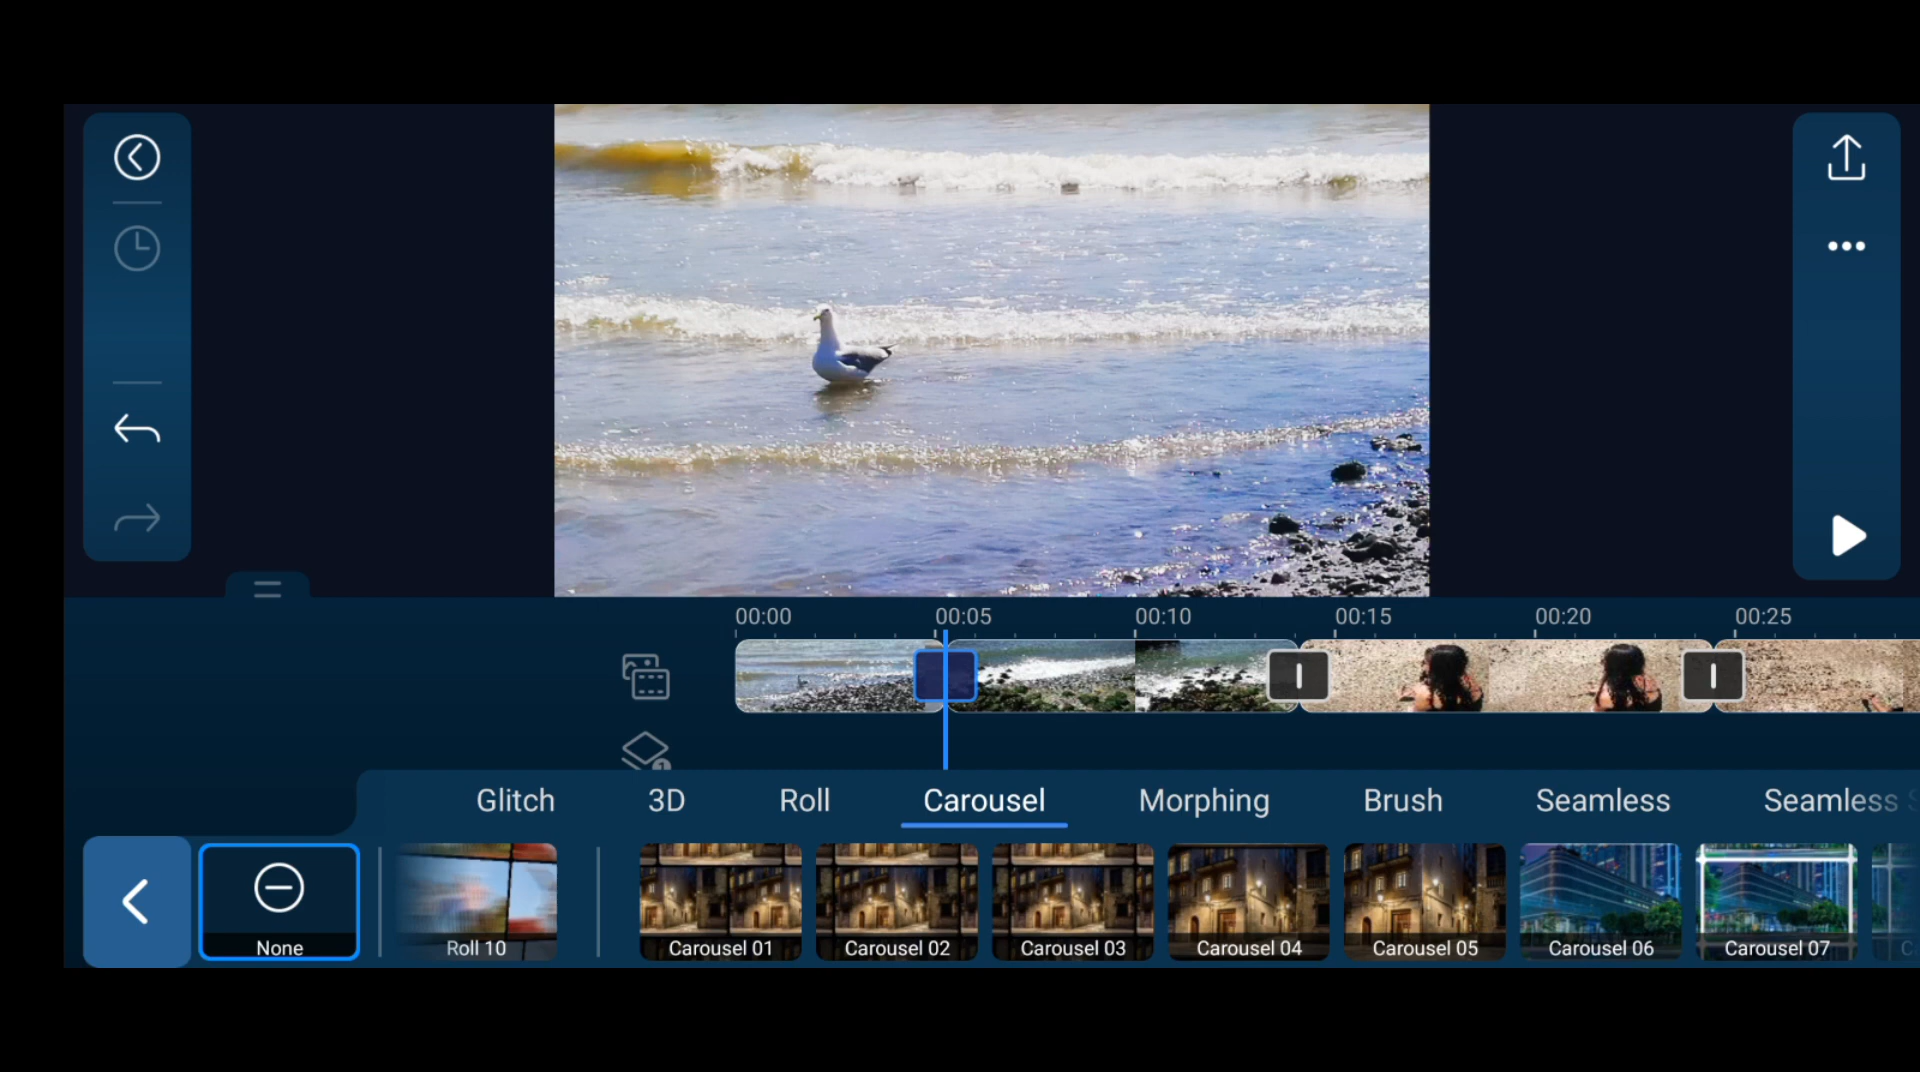 00:00 00:05 00:10 00:15 00:20 00:25
1
Glitch 3D Roll Carousel Morphing Brush Seamless Seamless
None Roll 10 Carousel 01 Carousel 02 Carousel 03 Carousel 04 Carousel 05 Carousel 06 Carousel 07